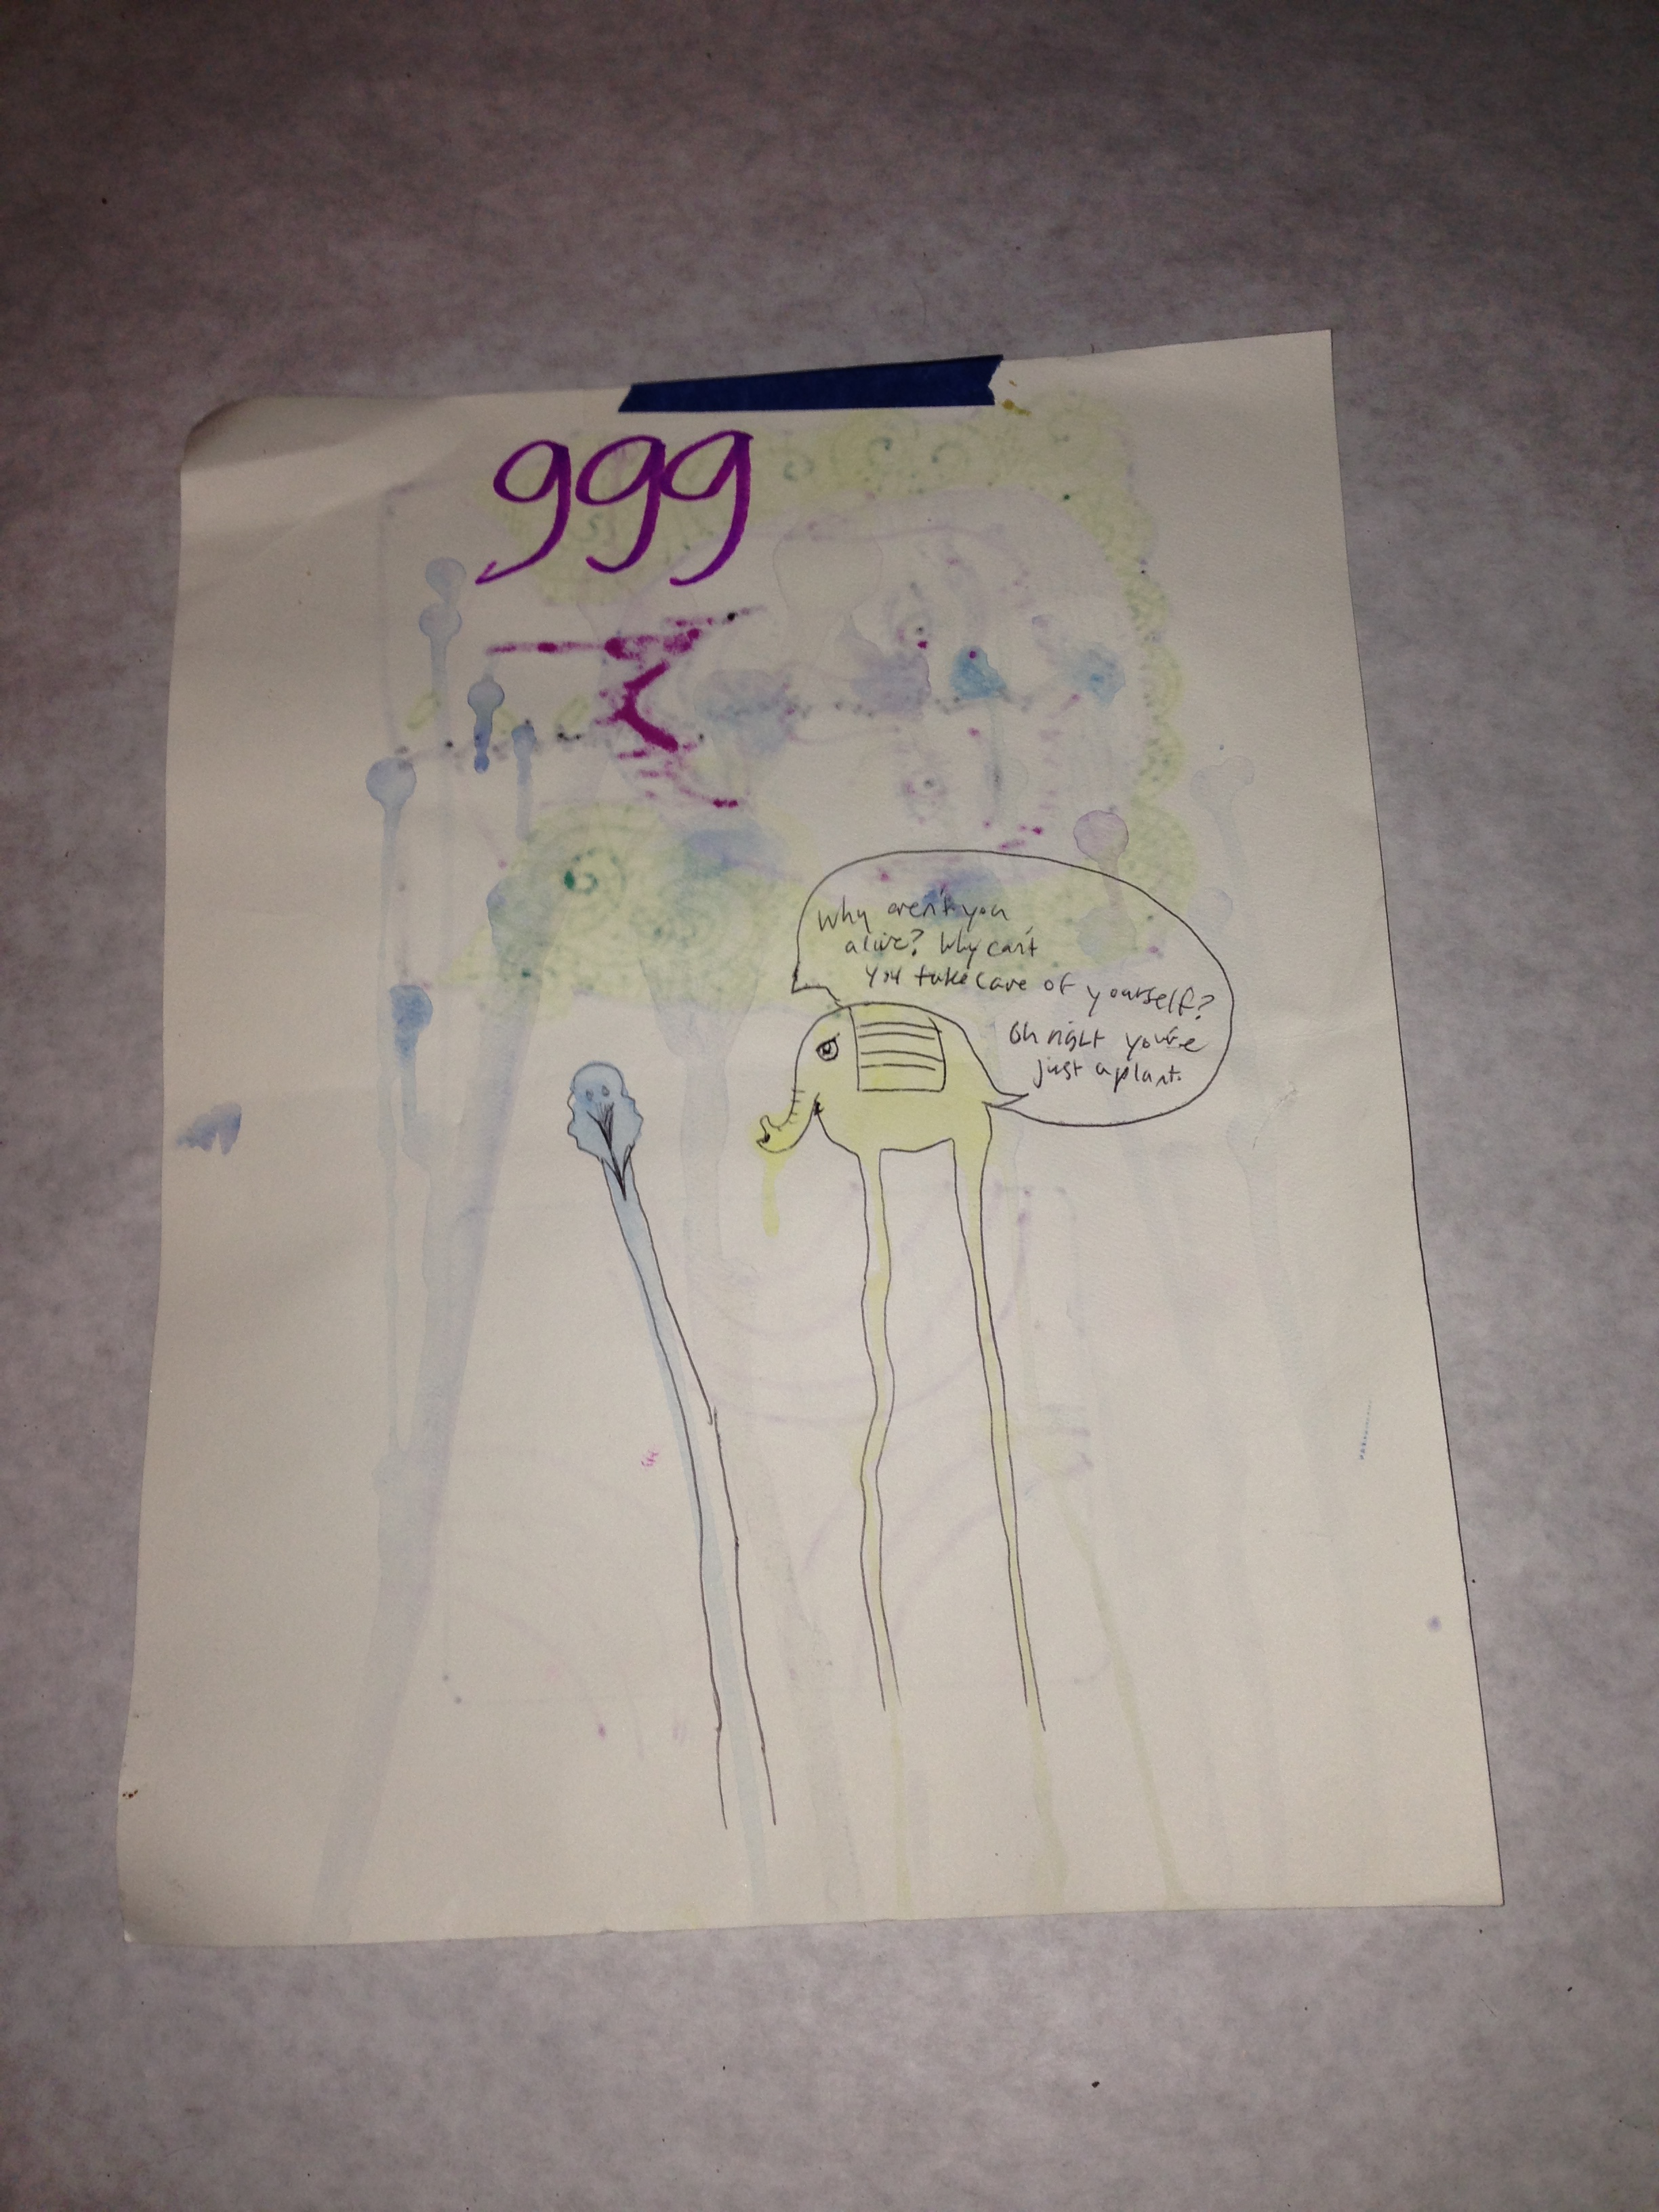 999
Why aren't you
alive? Why can't
you take care of yourself?
Oh right you're
just a plant.